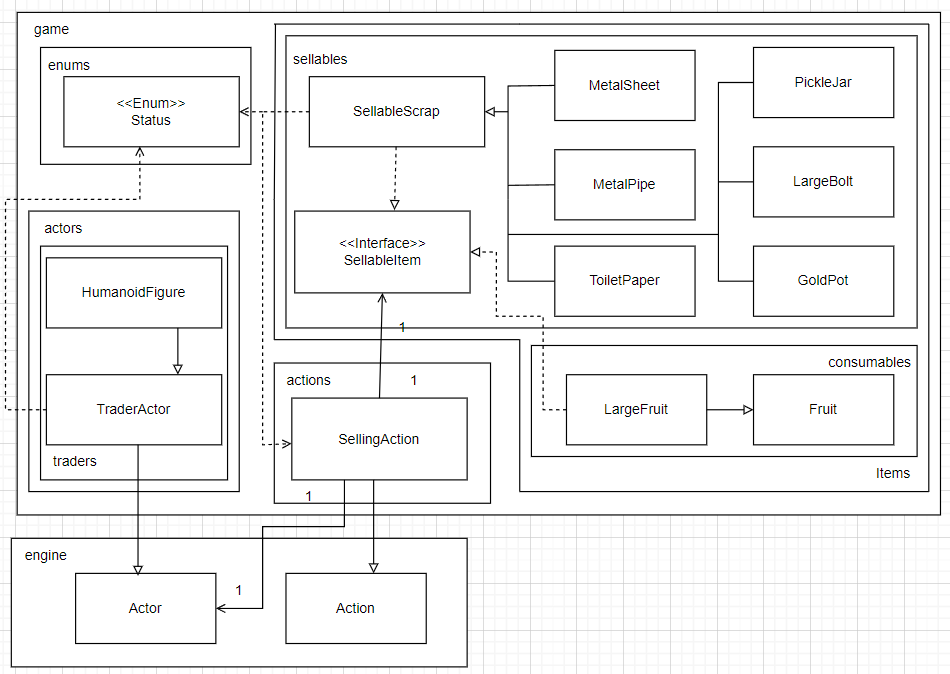 game
enums
<<Enum>>
Status
sellables
SellableScrap
MetalSheet
PickleJar
MetalPipe
LargeBolt
<<Interface>>
SellableItem
ToiletPaper
GoldPot
actors
HumanoidFigure
TraderActor
traders
1
actions
1
SellingAction
1
consumables
LargeFruit
Fruit
Items
engine
Actor
1
Action